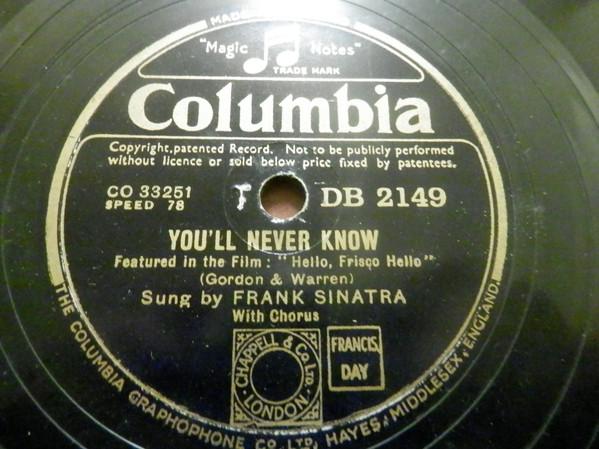 MADE
"Magic Notes"
TRADE MARK
Columbia
Copyright, patented Record. Not to be publicly performed
without licence or sold below price fixed by patentees.
CO 33251
SPEED 78
T
DB 2149
YOU'LL NEVER KNOW
Featured in the Film: "Hello, Frisco Hello"
(Gordon & Warren)
Sung by FRANK SINATRA
With Chorus
CHAPPELL & CO. LTD. LONDON.
FRANCIS,
DAY
THE COLUMBIA GRAPHOPHONE CO. LTD., HAYES, MIDDLESEX, ENGLAND.